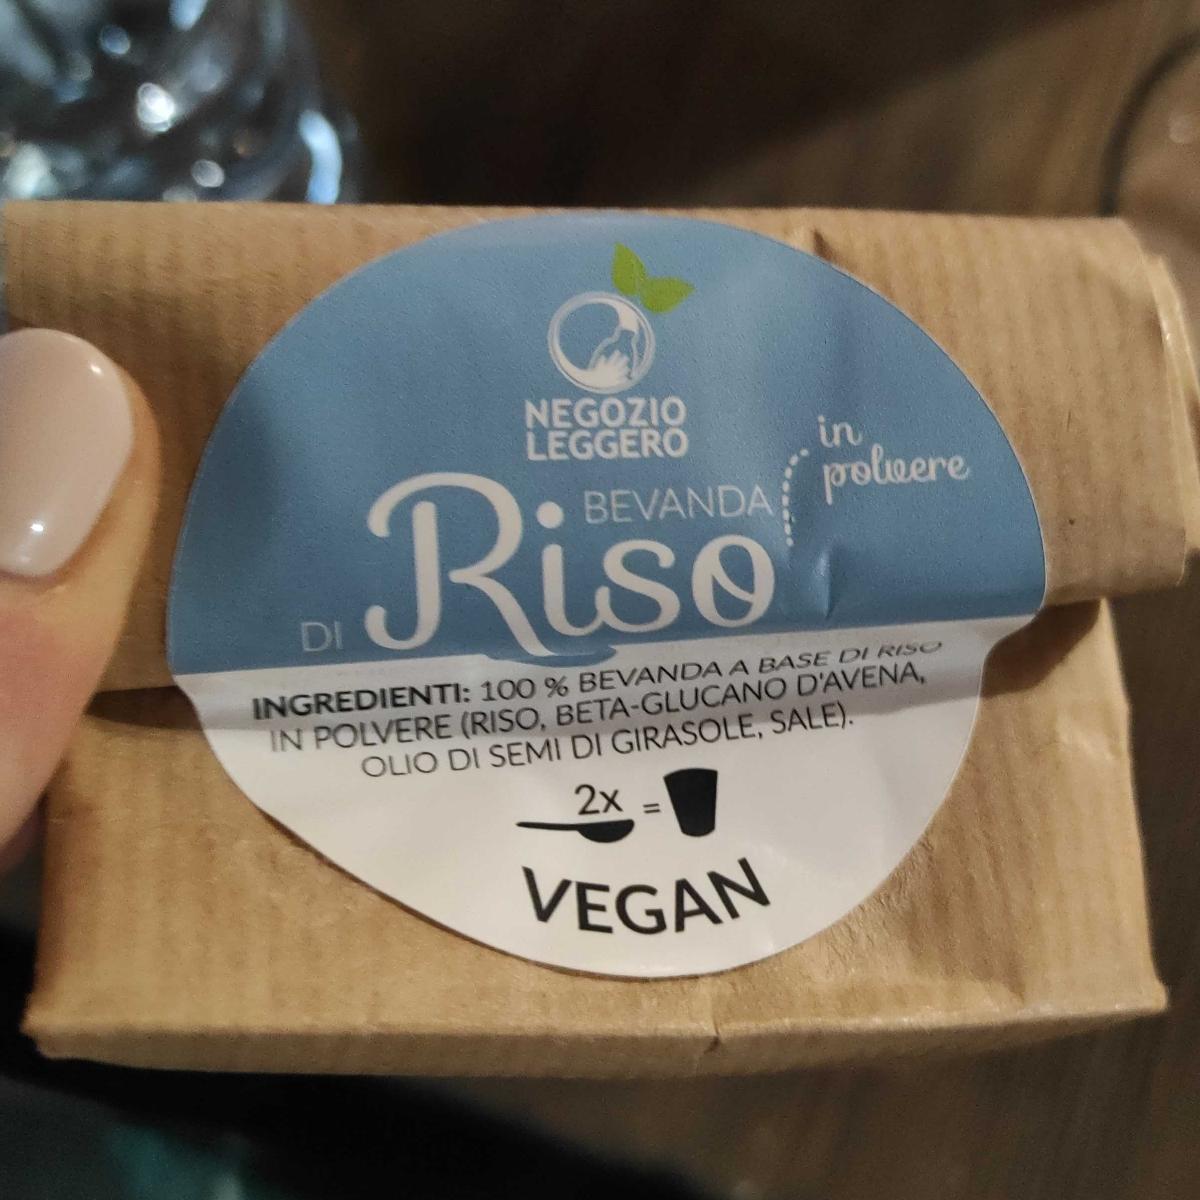 NEGOZIO
LEGGERO
in
polvere
BEVANDA
DI Riso
INGREDIENTI: 100 % BEVANDA A BASE DI RISO
IN POLVERE (RISO, BETA-GLUCANO D'AVENA,
OLIO DI SEMI DI GIRASOLE, SALE).
2x =
VEGAN